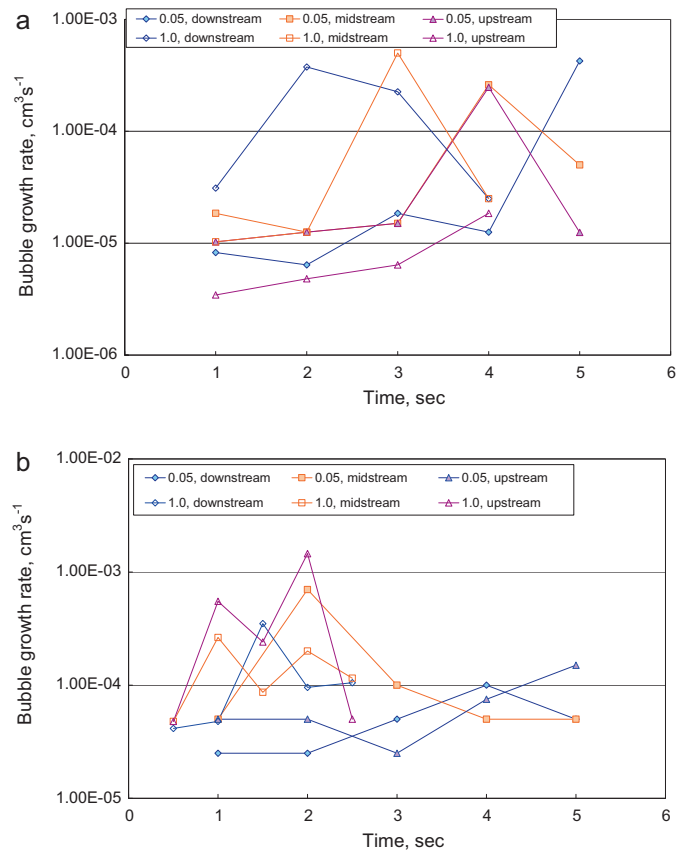 a
1.00E-03
0.05, downstream 0.05, midstream 0.05, upstream
1.0, downstream 1.0, midstream 1.0, upstream
Bubble growth rate, cm³s⁻¹
1.00E-04
1.00E-05
1.00E-06
0 1 2 3 4 5 6
Time, sec
b
1.00E-02
0.05, downstream 0.05, midstream 0.05, upstream
1.0, downstream 1.0, midstream 1.0, upstream
Bubble growth rate, cm³s⁻¹
1.00E-03
1.00E-04
1.00E-05
0 1 2 3 4 5 6
Time, sec